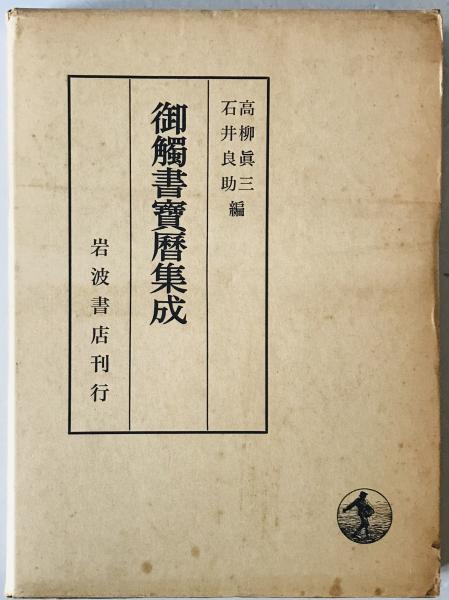 高柳眞三
石井良助 編
御觸書寶曆集成
岩波書店刊行